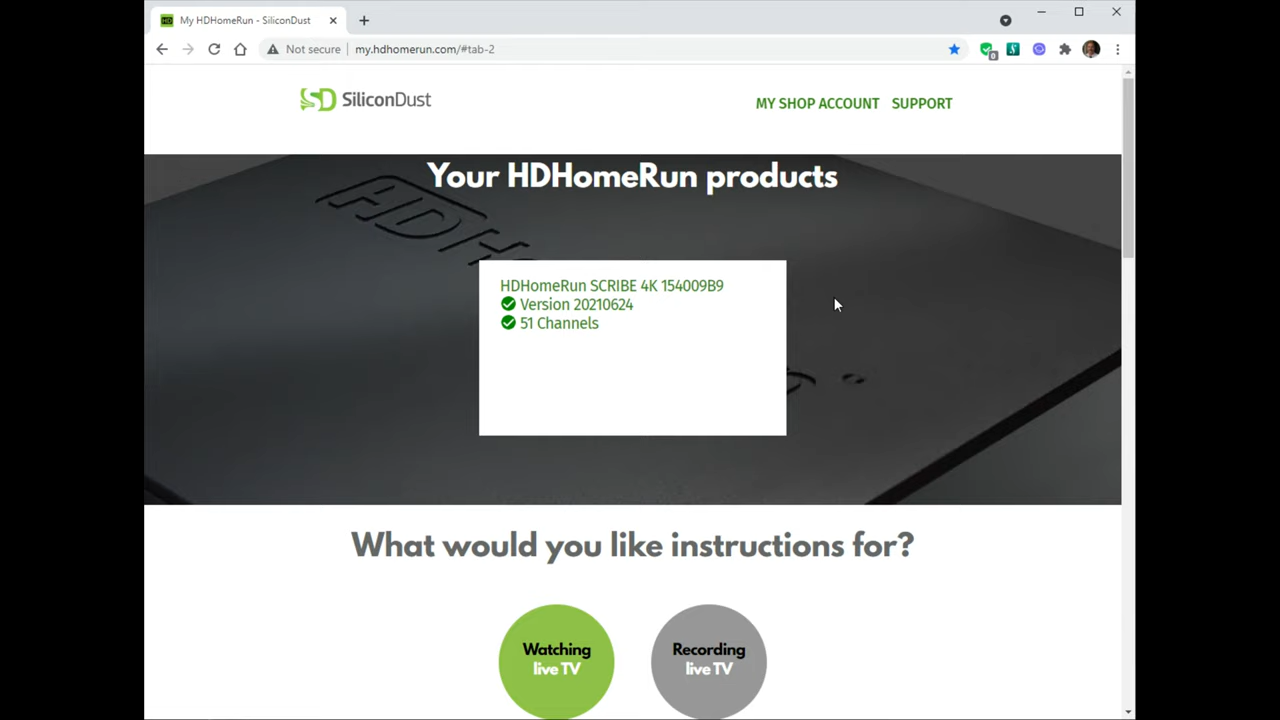 My HDHomeRun - SiliconDust
Not secure
my.hdhomerun.com/#tab-2
0
SD SiliconDust
MY SHOP ACCOUNT
SUPPORT
Your HDHomeRun products
HDHomeRun SCRIBE 4K 154009B9
Version 20210624
51 Channels
What would you like instructions for?
Watching
live TV
Recording
live TV